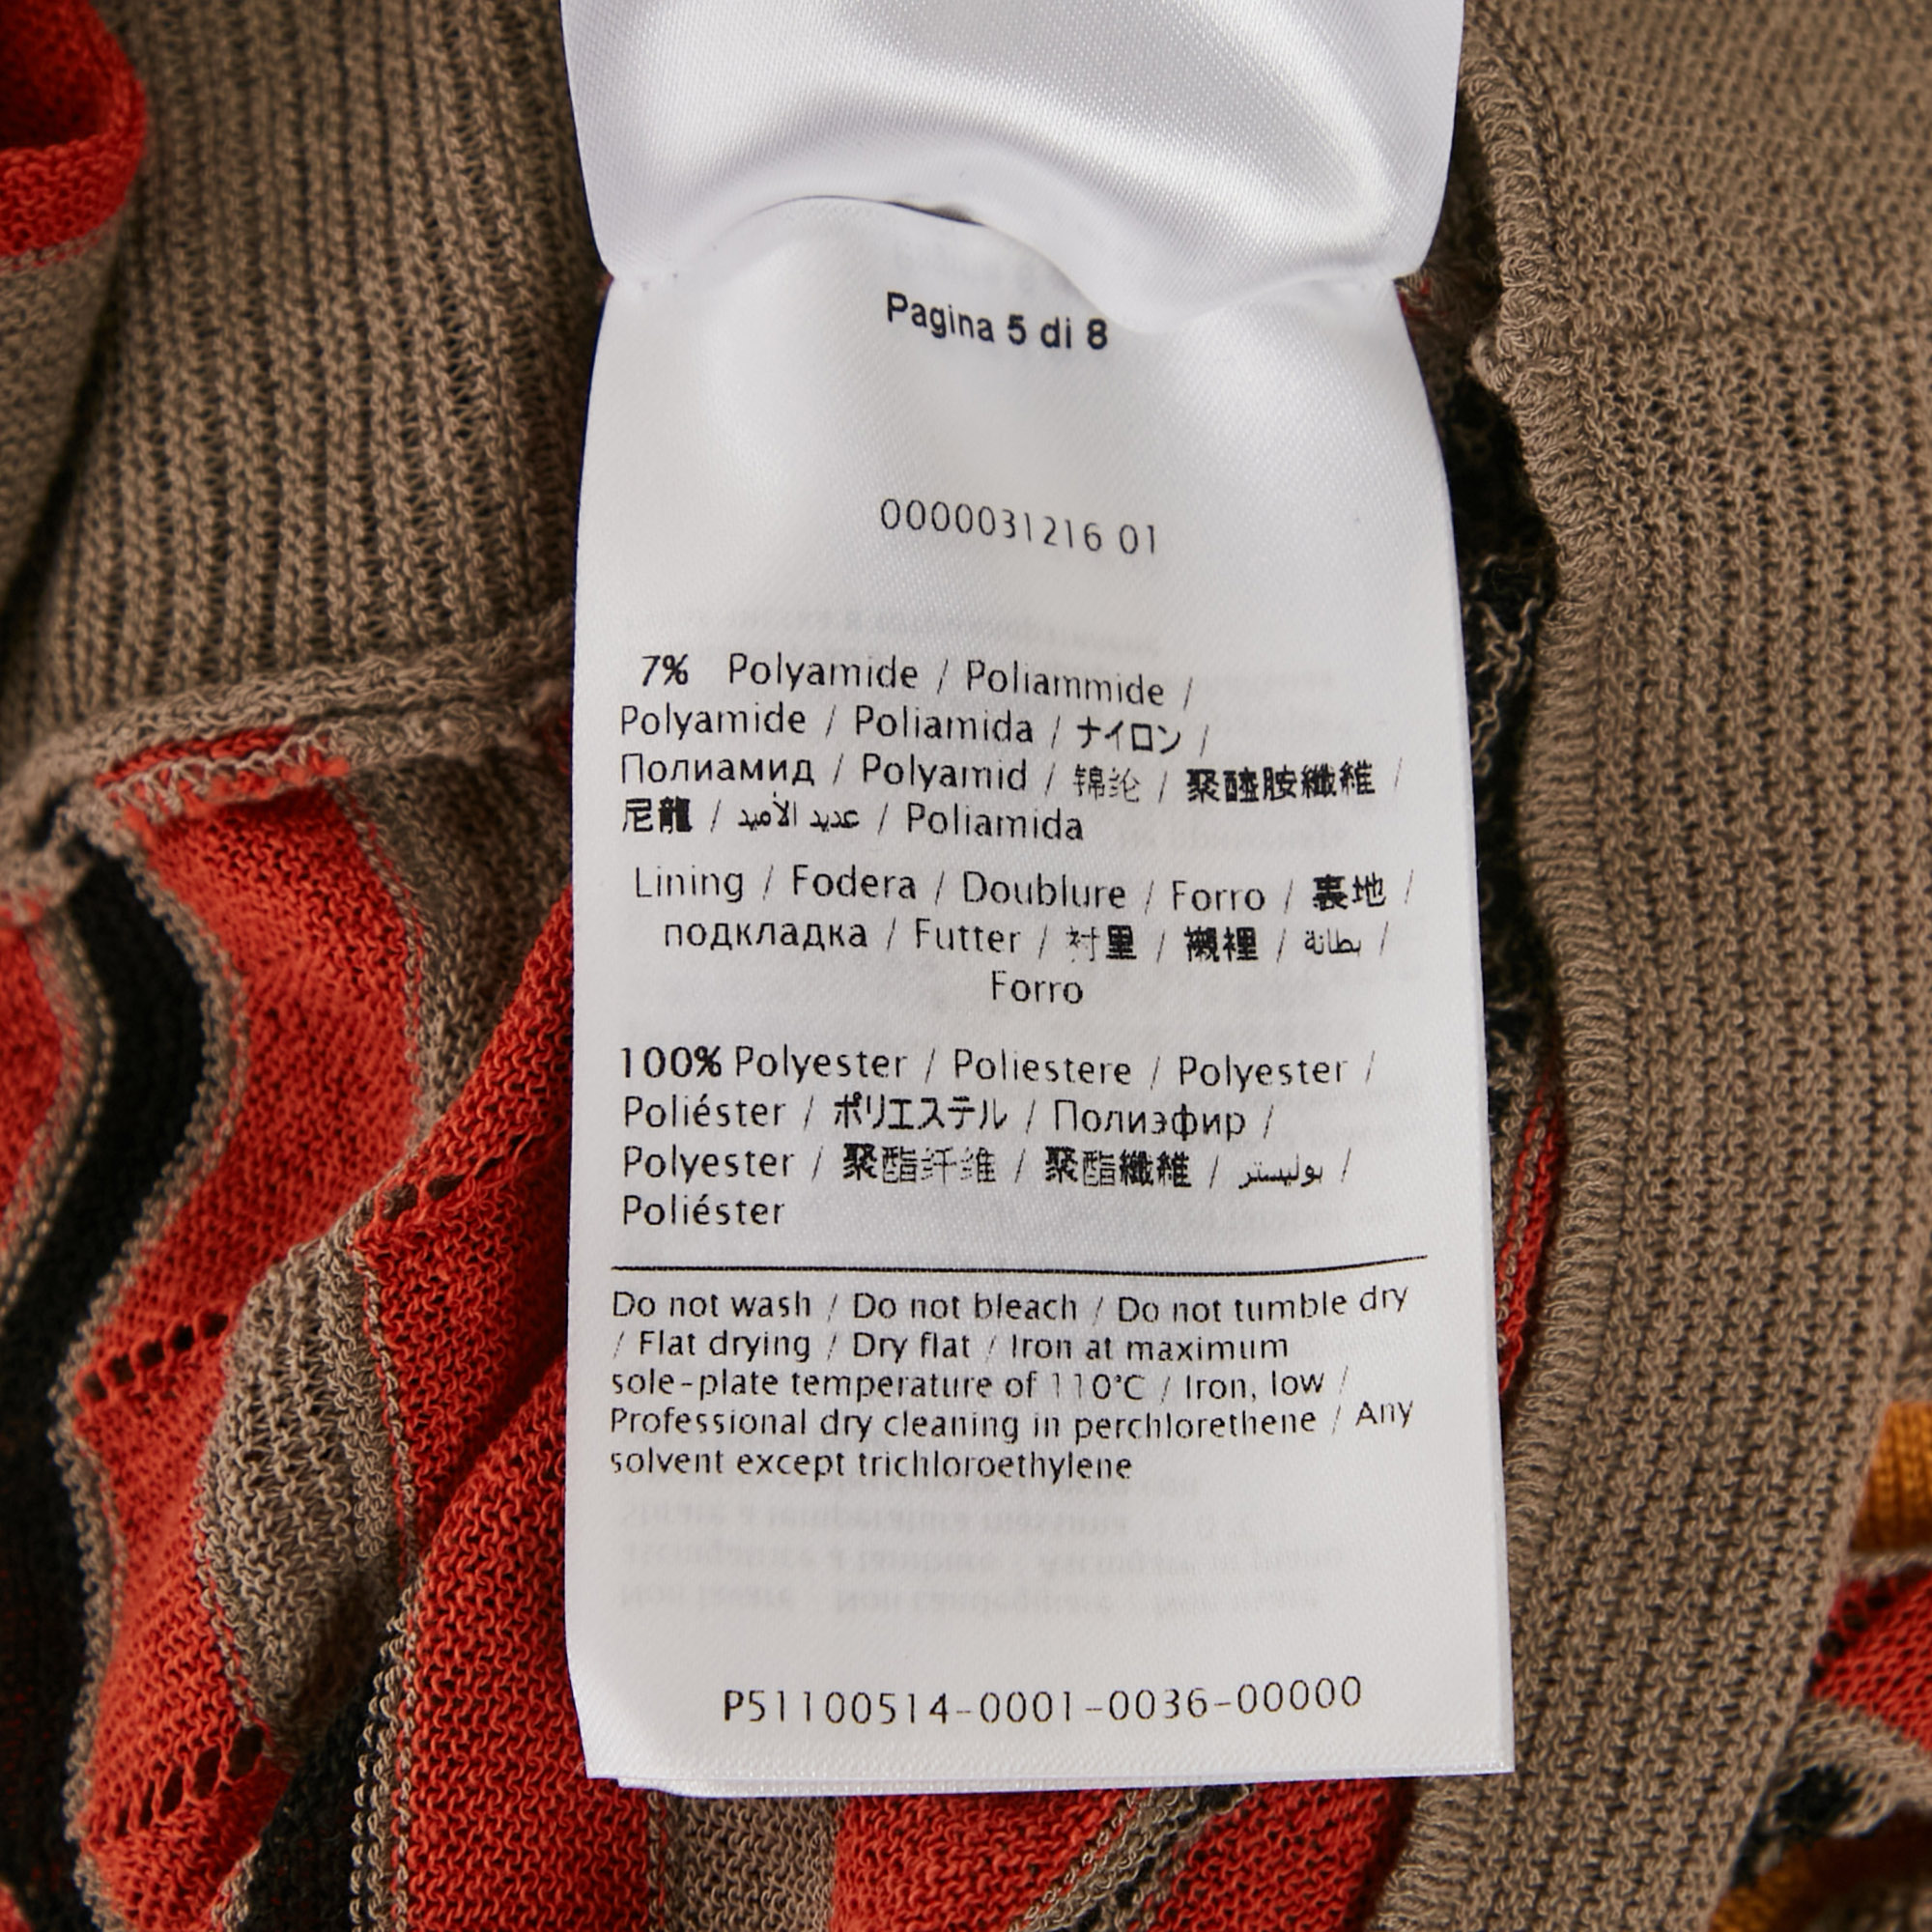 Pagina 5 di 8
0000031216 01
7% Polyamide / Poliammide /
Polyamide / Poliamida / ナイロン /
Полиамид / Polyamid / 锦纶 / 聚醯胺纖維 /
尼龍 / عديد الأميد / Poliamida
Lining / Fodera / Doublure / Forro / 裏地 /
подкладка / Futter / 衬里 / 襯裡 / بطانة /
Forro
100% Polyester / Poliestere / Polyester /
Poliéster / ポリエステル / Полиэфир /
Polyester / 聚酯纤维 / 聚酯纖維 / بوليستر /
Poliéster
Do not wash / Do not bleach / Do not tumble dry
/ Flat drying / Dry flat / Iron at maximum
sole-plate temperature of 110°C / Iron, low /
Professional dry cleaning in perchlorethene / Any
solvent except trichloroethylene
P51100514-0001-0036-00000